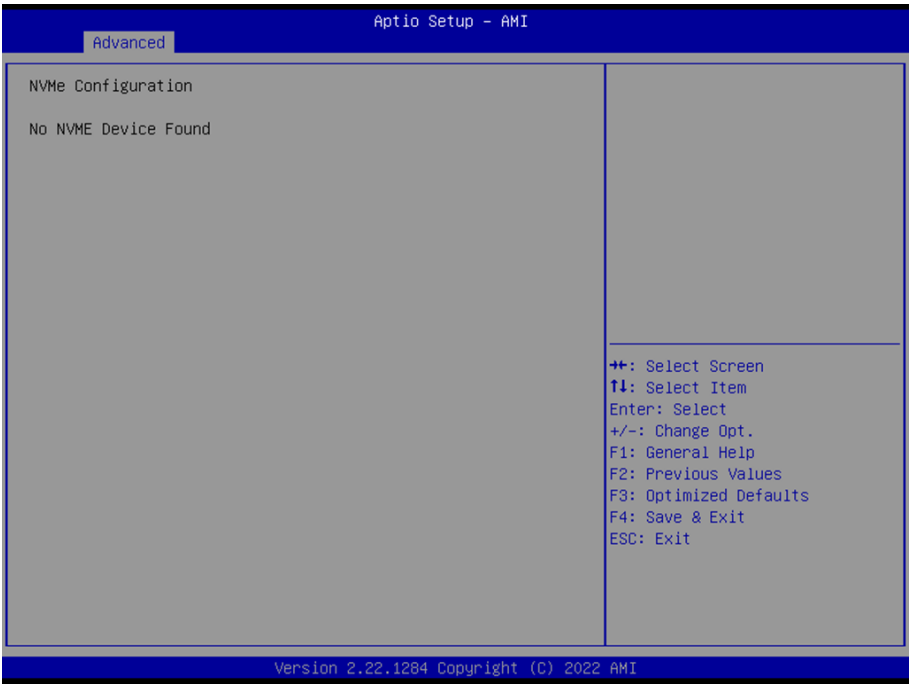 Aptio Setup – AMI
Advanced
NVMe Configuration
No NVME Device Found
→←: Select Screen
↑↓: Select Item
Enter: Select
+/-: Change Opt.
F1: General Help
F2: Previous Values
F3: Optimized Defaults
F4: Save & Exit
ESC: Exit
Version 2.22.1284 Copyright (C) 2022 AMI